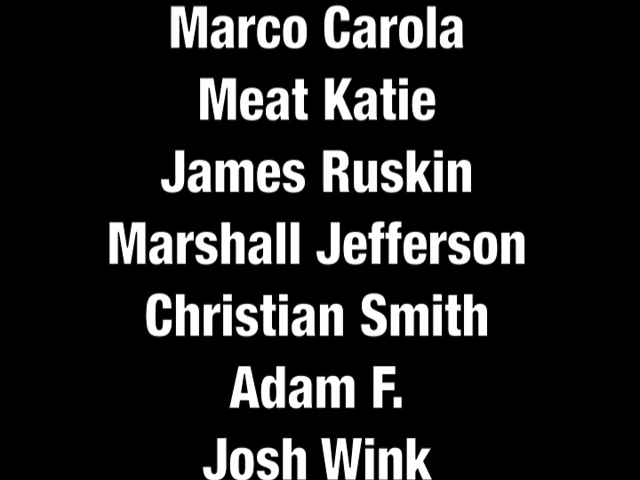 Marco Carola
Meat Katie
James Ruskin
Marshall Jefferson
Christian Smith
Adam F.
Josh Wink